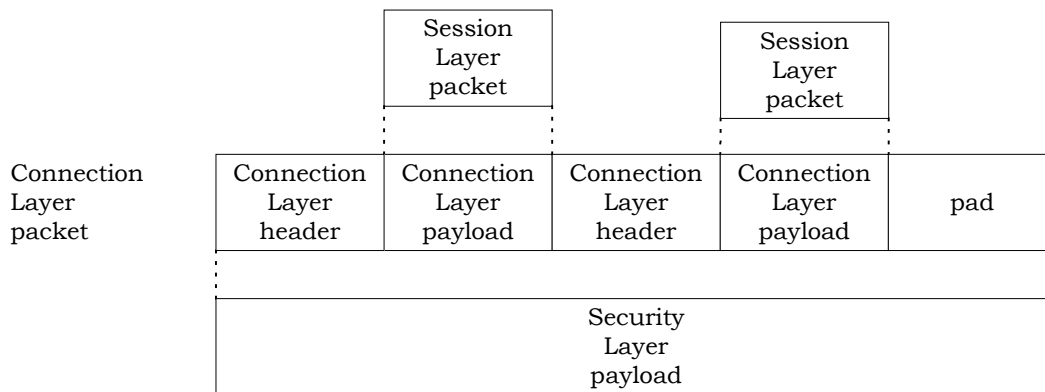 Session
Layer
packet
Session
Layer
packet
Connection
Layer
packet
Connection
Layer
header
Connection
Layer
payload
Connection
Layer
header
Connection
Layer
payload
pad
Security
Layer
payload